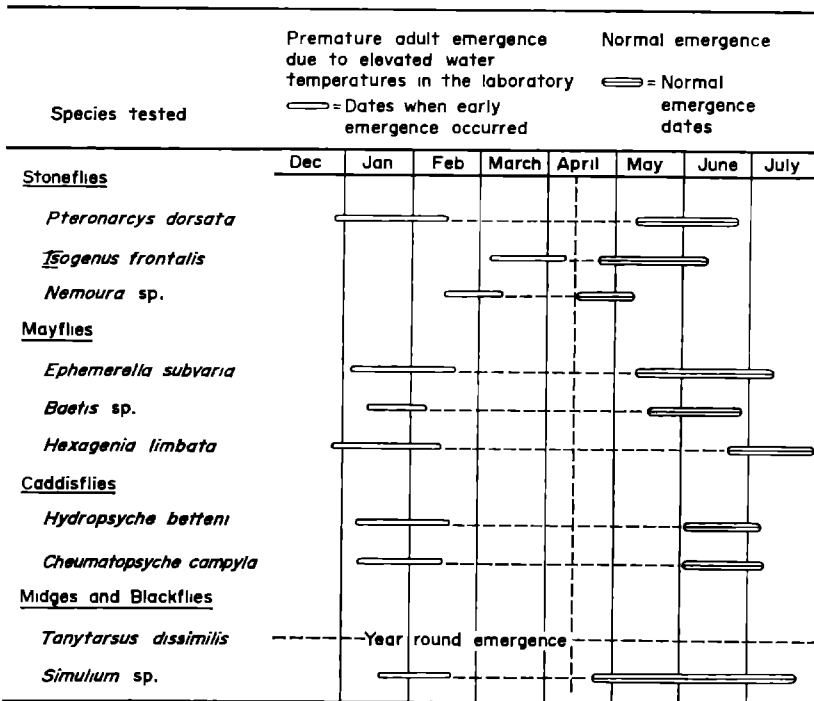 Premature adult emergence
due to elevated water
temperatures in the laboratory
= Dates when early
emergence occurred
Normal emergence
= Normal
emergence
dates
Species tested
Dec Jan Feb March April May June July
Stoneflies
Pteronarcys dorsata
Isogenus frontalis
Nemoura sp.
Mayflies
Ephemerella subvaria
Baetis sp.
Hexagenia limbata
Caddisflies
Hydropsyche betteni
Cheumatopsyche campyla
Midges and Blackflies
Tanytarsus dissimilis Year round emergence
Simulium sp.